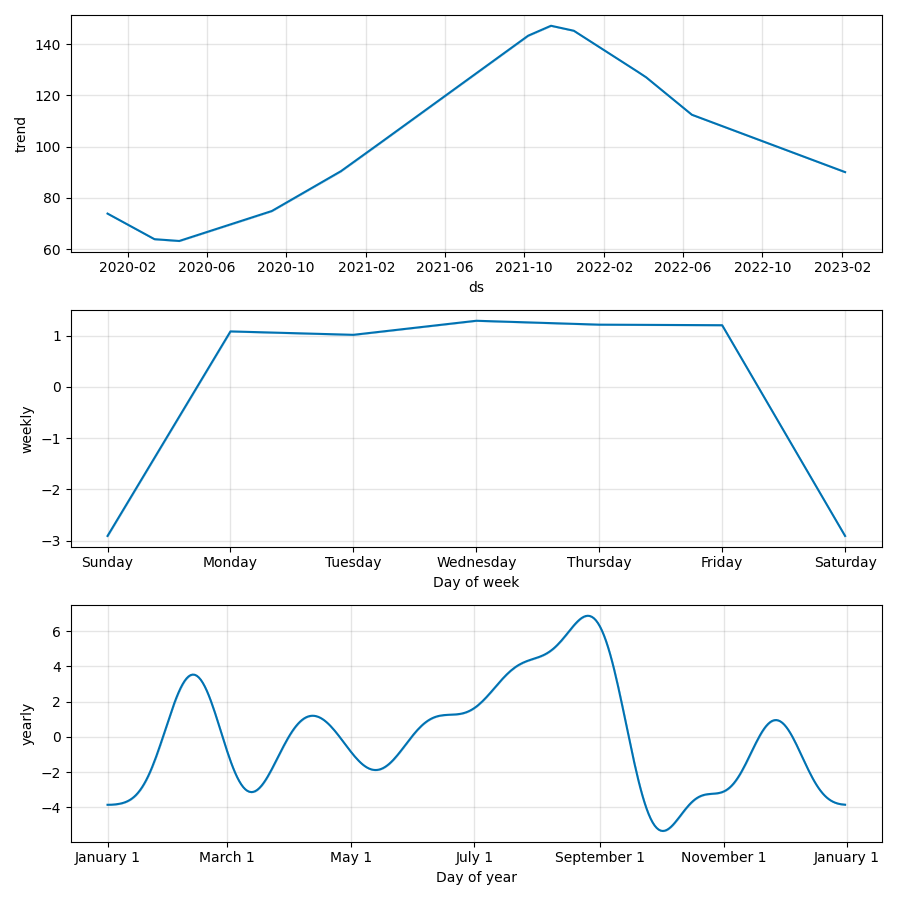 140
120
100
80
60
trend
2020-02 2020-06 2020-10 2021-02 2021-06 2021-10 2022-02 2022-06 2022-10 2023-02
ds
1
0
−1
−2
−3
weekly
Sunday Monday Tuesday Wednesday Thursday Friday Saturday
Day of week
6
4
2
0
−2
−4
yearly
January 1 March 1 May 1 July 1 September 1 November 1 January 1
Day of year